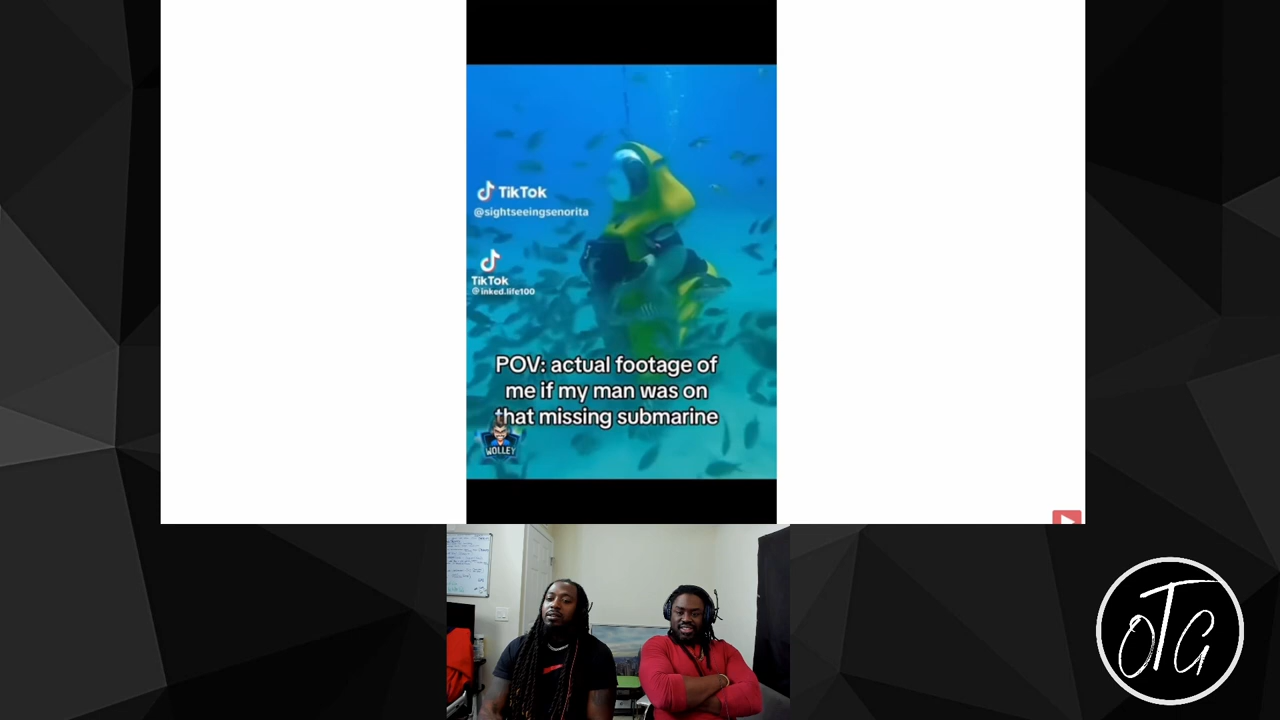 TikTok
@sightseeingsenorita
TikTok
@inked.life100
POV: actual footage of
me if my man was on
that missing submarine
WOLLEY
OTG